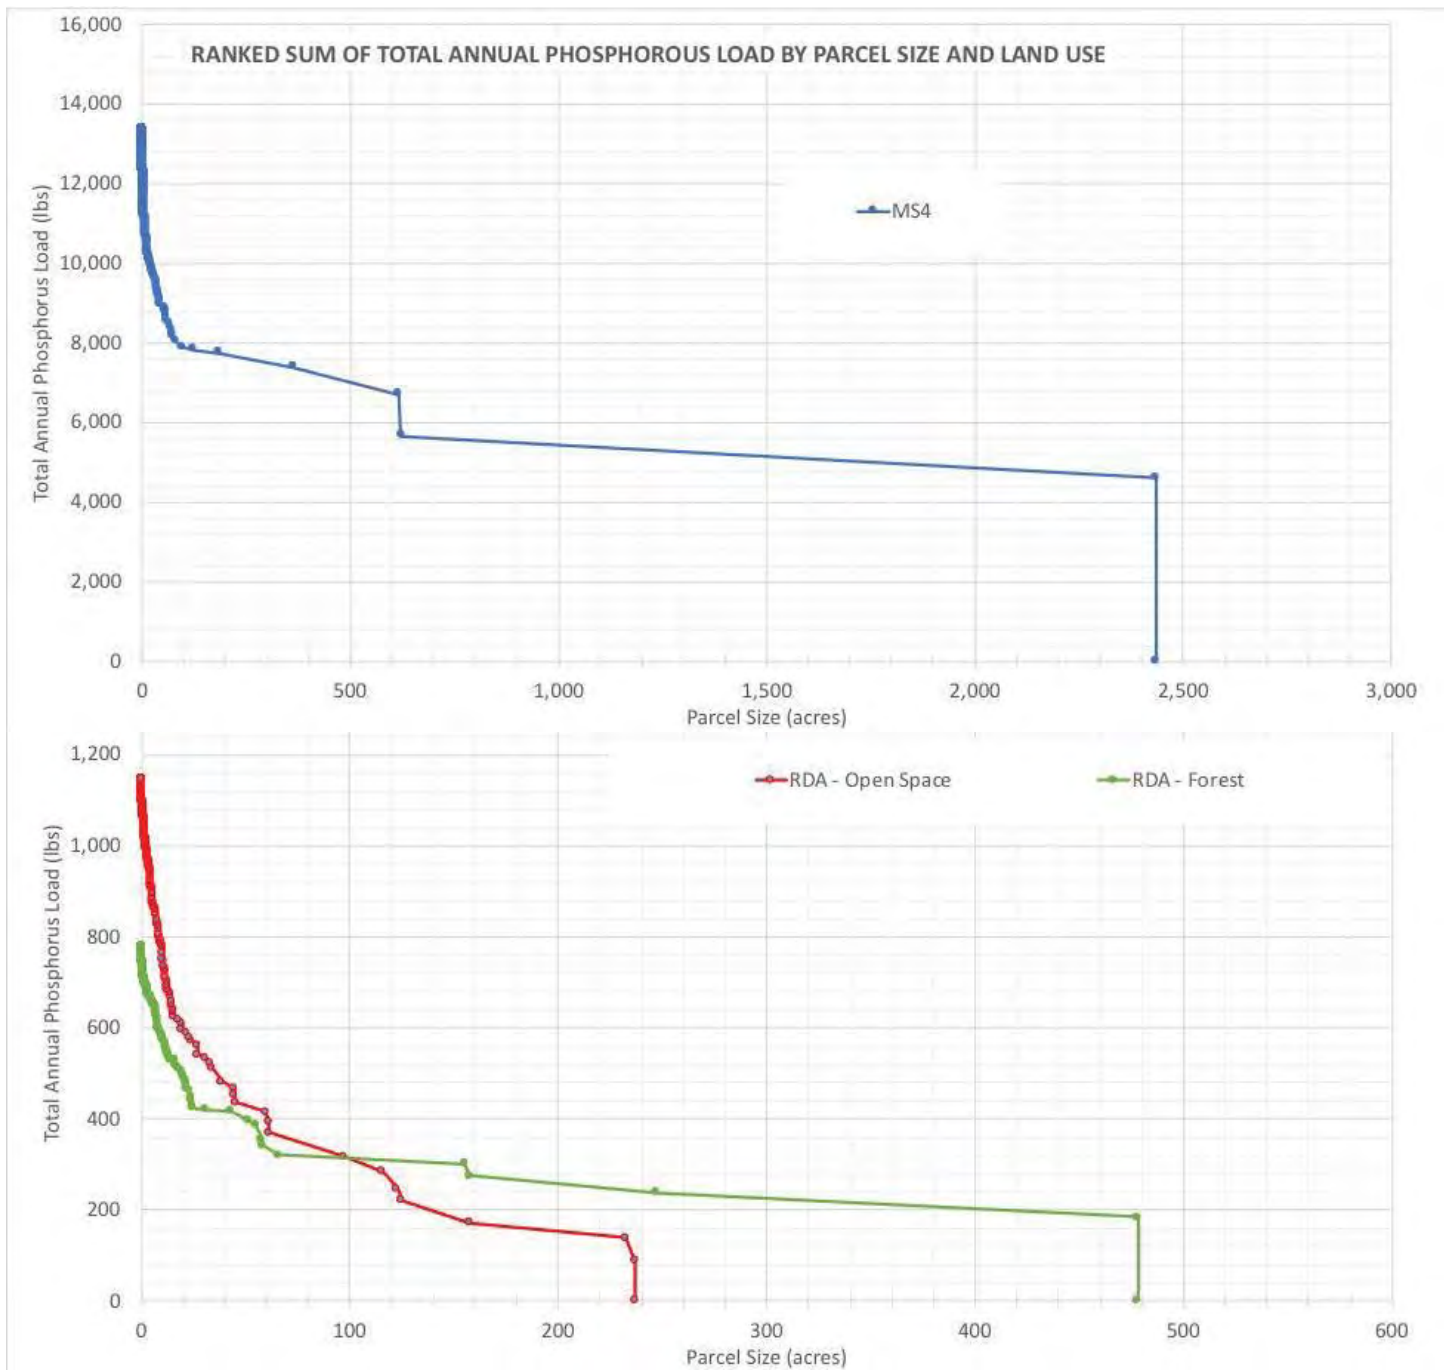 RANKED SUM OF TOTAL ANNUAL PHOSPHOROUS LOAD BY PARCEL SIZE AND LAND USE
Total Annual Phosphorus Load (lbs)
16,000
14,000
12,000
10,000
8,000
6,000
4,000
2,000
0
MS4
0 500 1,000 1,500 2,000 2,500 3,000
Parcel Size (acres)
Total Annual Phosphorus Load (lbs)
1,200
1,000
800
600
400
200
0
RDA - Open Space RDA - Forest
0 100 200 300 400 500 600
Parcel Size (acres)